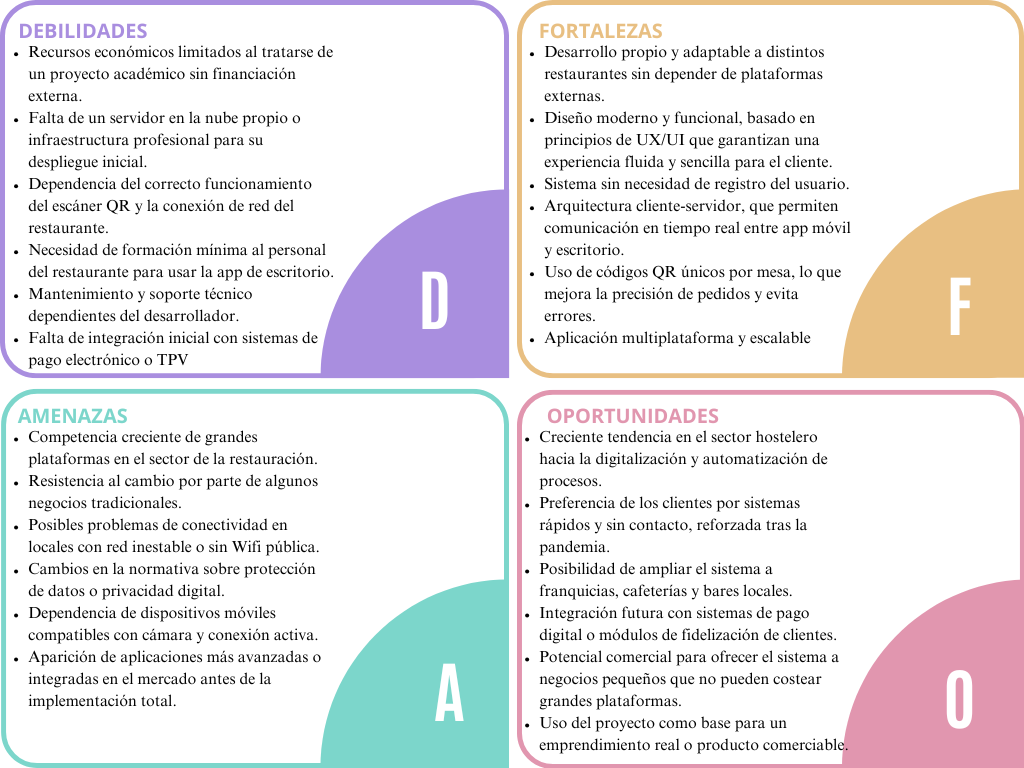 DEBILIDADES
• Recursos económicos limitados al tratarse de
un proyecto académico sin financiación
externa.
• Falta de un servidor en la nube propio o
infraestructura profesional para su
despliegue inicial.
• Dependencia del correcto funcionamiento
del escáner QR y la conexión de red del
restaurante.
• Necesidad de formación mínima al personal
del restaurante para usar la app de escritorio.
• Mantenimiento y soporte técnico
dependientes del desarrollador.
• Falta de integración inicial con sistemas de
pago electrónico o TPV
D
FORTALEZAS
• Desarrollo propio y adaptable a distintos
restaurantes sin depender de plataformas
externas.
• Diseño moderno y funcional, basado en
principios de UX/UI que garantizan una
experiencia fluida y sencilla para el cliente.
• Sistema sin necesidad de registro del usuario.
• Arquitectura cliente-servidor, que permiten
comunicación en tiempo real entre app móvil
y escritorio.
• Uso de códigos QR únicos por mesa, lo que
mejora la precisión de pedidos y evita
errores.
• Aplicación multiplataforma y escalable
F
AMENAZAS
• Competencia creciente de grandes
plataformas en el sector de la restauración.
• Resistencia al cambio por parte de algunos
negocios tradicionales.
• Posibles problemas de conectividad en
locales con red inestable o sin Wifi pública.
• Cambios en la normativa sobre protección
de datos o privacidad digital.
• Dependencia de dispositivos móviles
compatibles con cámara y conexión activa.
• Aparición de aplicaciones más avanzadas o
integradas en el mercado antes de la
implementación total.
A
OPORTUNIDADES
• Creciente tendencia en el sector hostelero
hacia la digitalización y automatización de
procesos.
• Preferencia de los clientes por sistemas
rápidos y sin contacto, reforzada tras la
pandemia.
• Posibilidad de ampliar el sistema a
franquicias, cafeterías y bares locales.
• Integración futura con sistemas de pago
digital o módulos de fidelización de clientes.
• Potencial comercial para ofrecer el sistema a
negocios pequeños que no pueden costear
grandes plataformas.
• Uso del proyecto como base para un
emprendimiento real o producto comerciable.
O